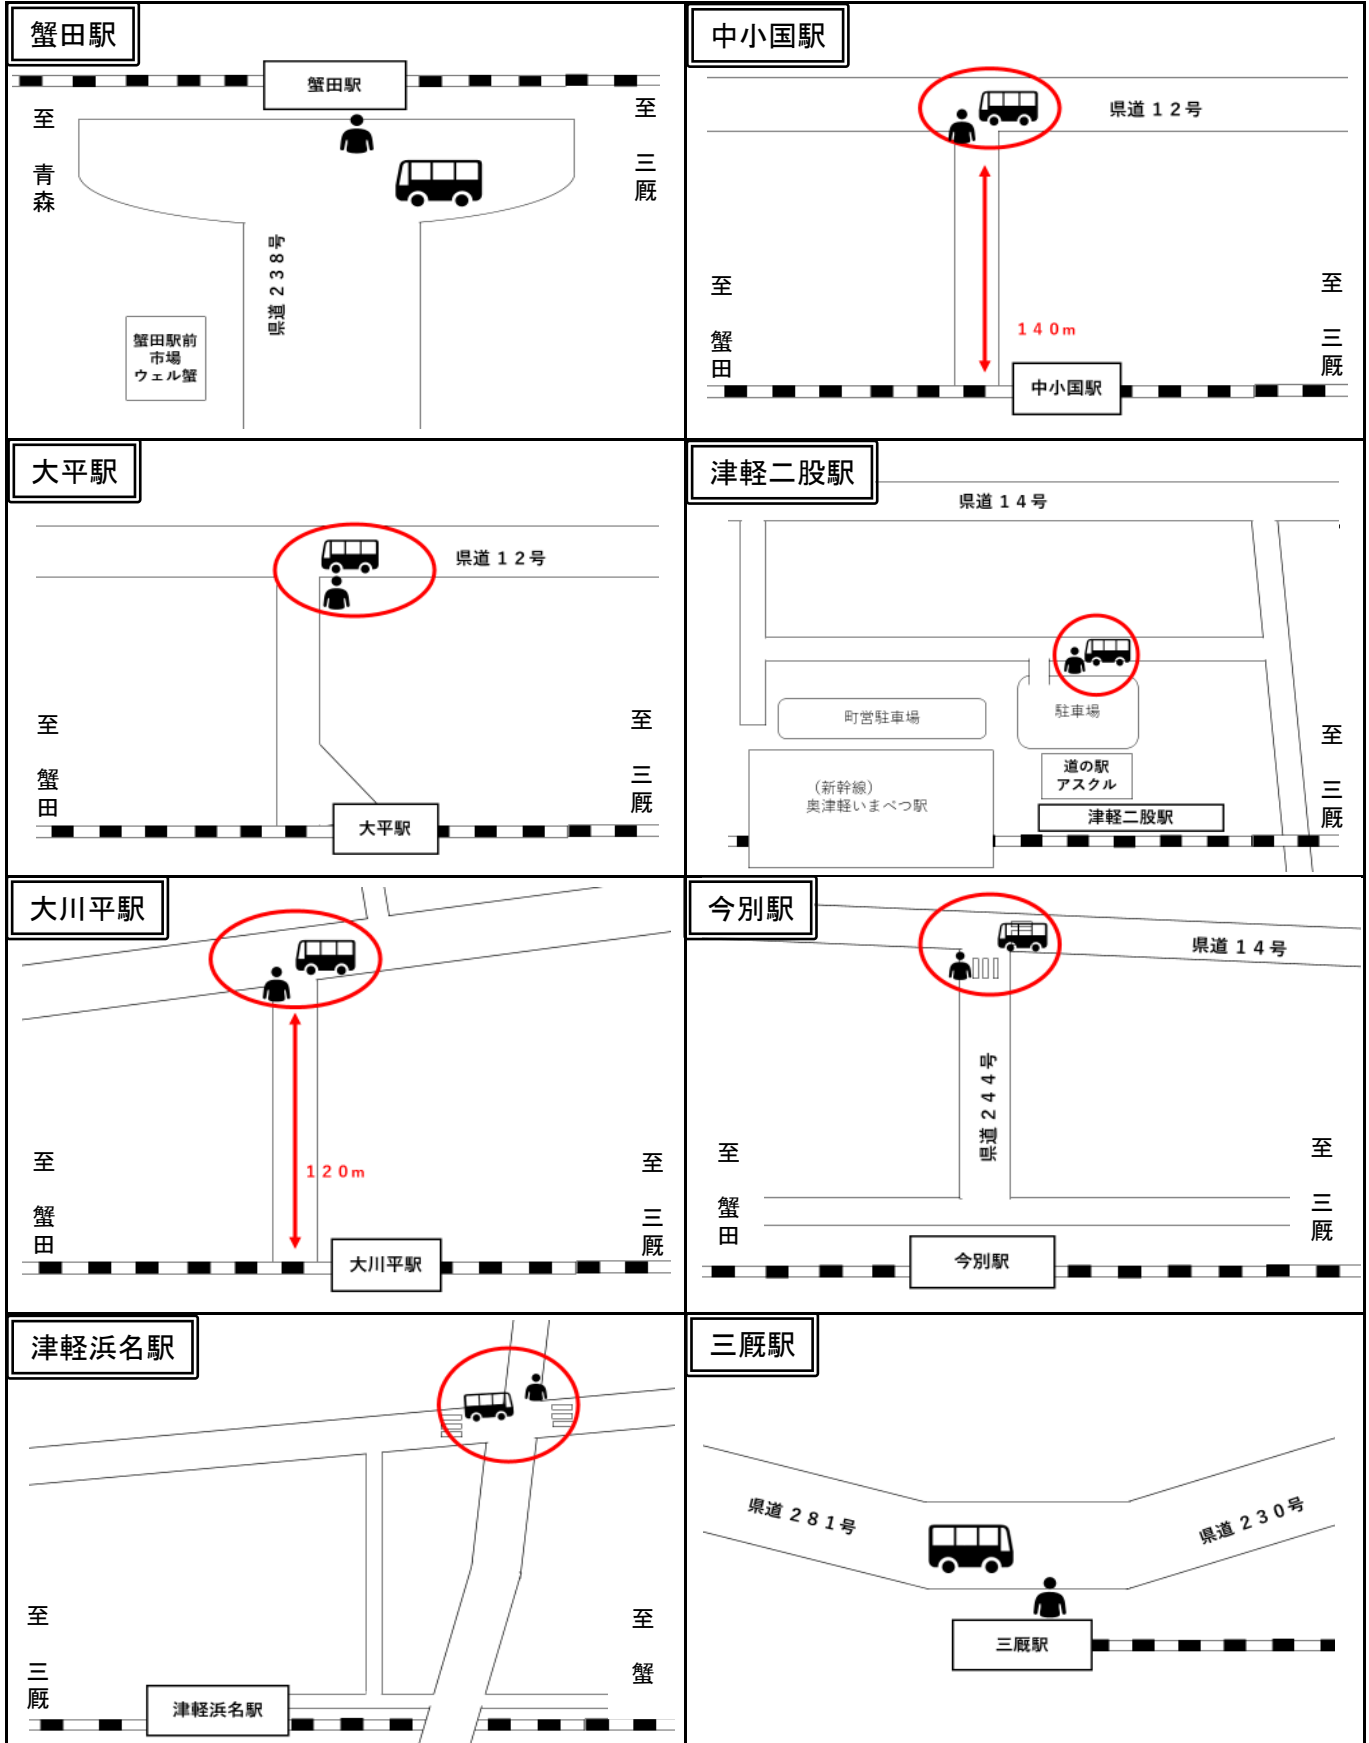 蟹田駅
蟹田駅
至 青森
至 三厩
県道238号
蟹田駅前
市場
ウェル蟹
中小国駅
県道12号
至 蟹田
至 三厩
140m
中小国駅
大平駅
県道12号
至 蟹田
至 三厩
大平駅
津軽二股駅
県道14号
町営駐車場
駐車場
道の駅
アスクル
(新幹線)
奥津軽いまべつ駅
津軽二股駅
至 三厩
大川平駅
120m
至 蟹田
至 三厩
大川平駅
今別駅
県道14号
県道244号
至 蟹田
至 三厩
今別駅
津軽浜名駅
至 三厩
至 蟹
津軽浜名駅
三厩駅
県道281号
県道230号
三厩駅